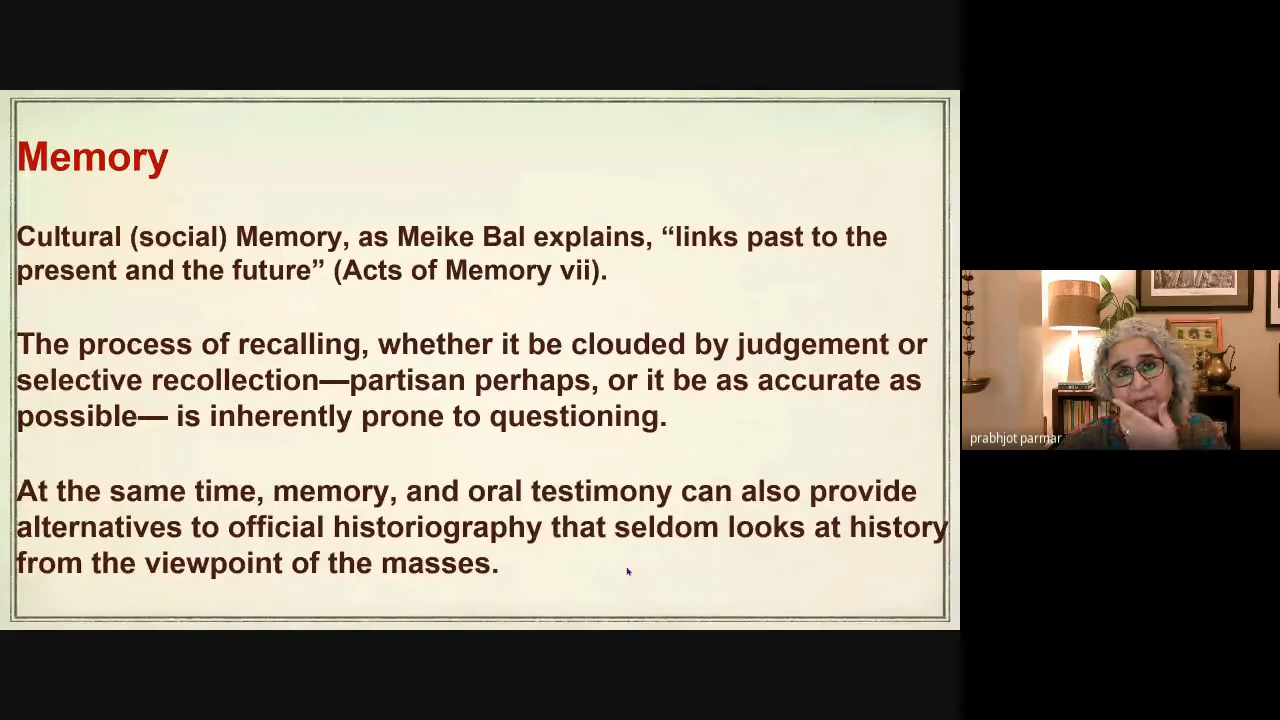 Memory
Cultural (social) Memory, as Meike Bal explains, “links past to the
present and the future” (Acts of Memory vii).
The process of recalling, whether it be clouded by judgement or
selective recollection—partisan perhaps, or it be as accurate as
possible— is inherently prone to questioning.
At the same time, memory, and oral testimony can also provide
alternatives to official historiography that seldom looks at history
from the viewpoint of the masses.
prabhjot parmar